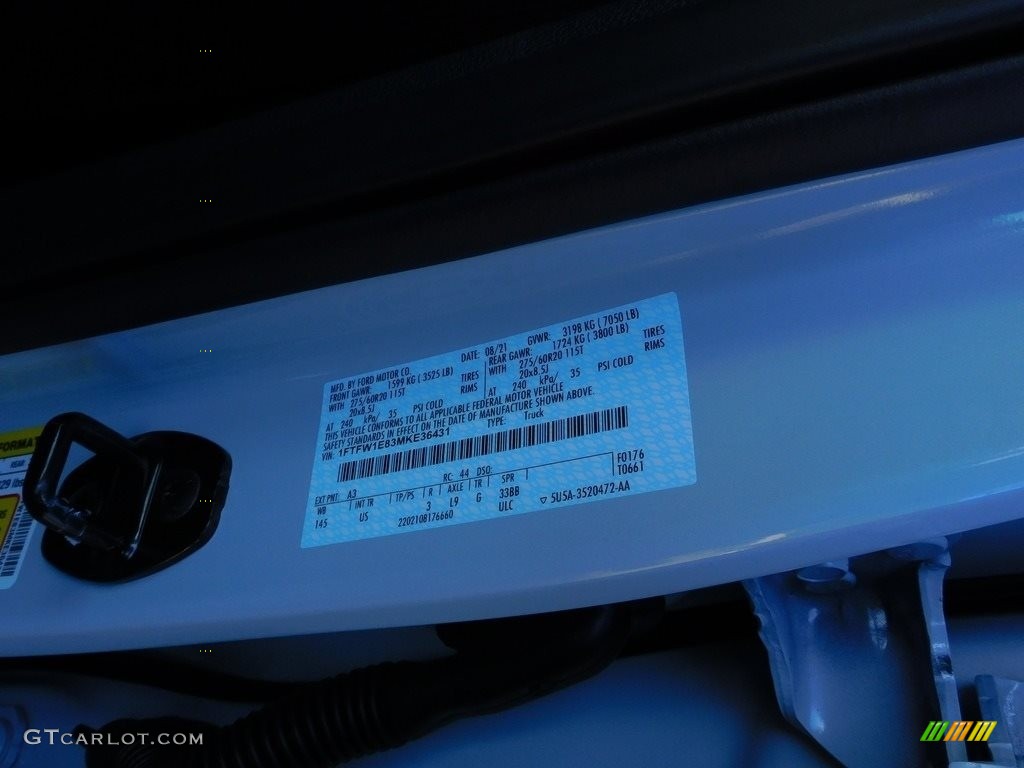 MFD. BY FORD MOTOR CO. DATE: 08/21 GVWR: 3198 KG ( 7050 LB)
FRONT GAWR: 1599 KG ( 3525 LB) REAR GAWR: 1724 KG ( 3800 LB)
WITH 275/60R20 115T TIRES WITH 275/60R20 115T TIRES
20x8.5J RIMS 20x8.5J RIMS
AT 240 kPa/ 35 PSI COLD AT 240 kPa/ 35 PSI COLD
THIS VEHICLE CONFORMS TO ALL APPLICABLE FEDERAL MOTOR VEHICLE
SAFETY STANDARDS IN EFFECT ON THE DATE OF MANUFACTURE SHOWN ABOVE.
VIN: 1FTFW1E83MKE36431 TYPE: Truck
F0176
EXT PNT: A3 RC: 44 DSO: T0661
WB INT TR TP/PS R AXLE TR SPR
145 US 3 L9 G 33BB
2202108176660 ULC ▽ 5U5A-3520472-AA
GTCARLOT.COM